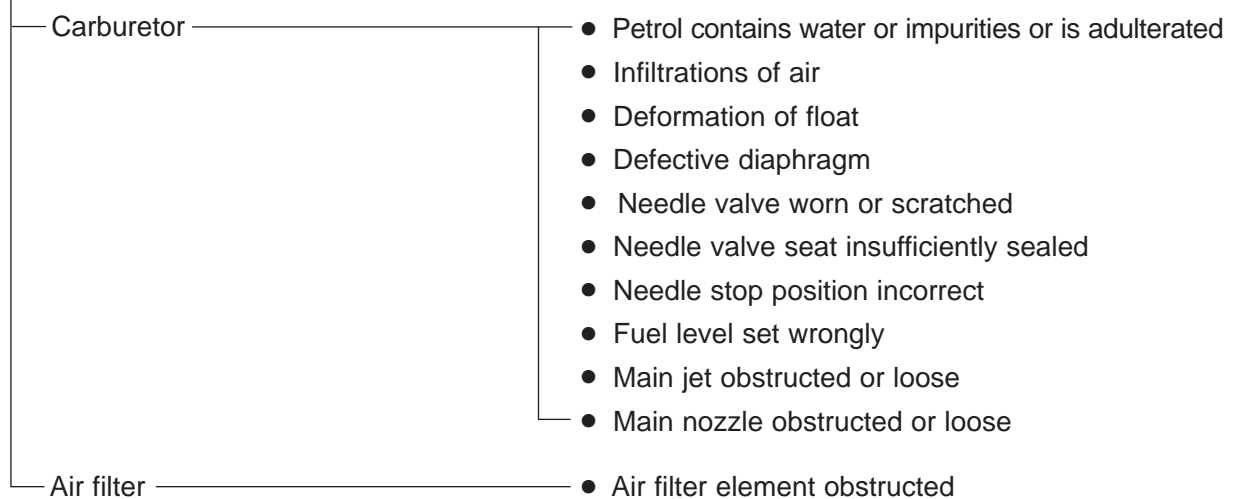 Carburetor ● Petrol contains water or impurities or is adulterated
● Infiltrations of air
● Deformation of float
● Defective diaphragm
● Needle valve worn or scratched
● Needle valve seat insufficiently sealed
● Needle stop position incorrect
● Fuel level set wrongly
● Main jet obstructed or loose
● Main nozzle obstructed or loose
Air filter ● Air filter element obstructed